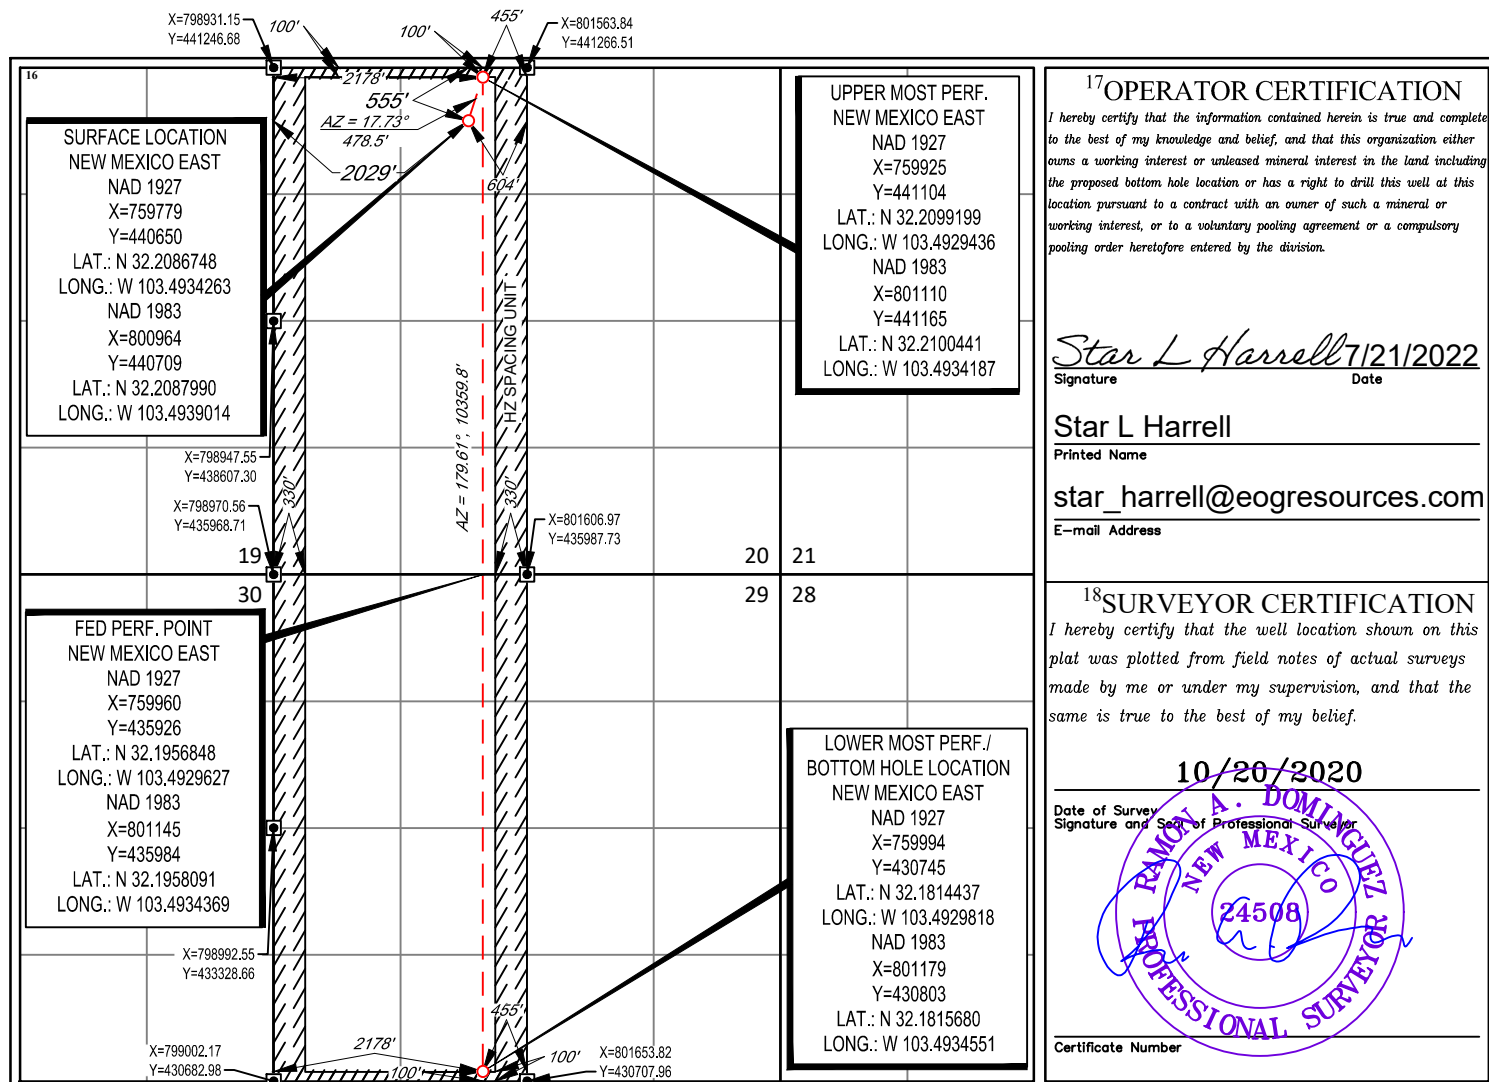 X=798931.15
Y=441246.68
100'
100'
455'
X=801563.84
Y=441266.51
16
2178'
555'
AZ = 17.73°
478.5'
2029'
604'
SURFACE LOCATION
NEW MEXICO EAST
NAD 1927
X=759779
Y=440650
LAT.: N 32.2086748
LONG.: W 103.4934263
NAD 1983
X=800964
Y=440709
LAT.: N 32.2087990
LONG.: W 103.4939014
UPPER MOST PERF.
NEW MEXICO EAST
NAD 1927
X=759925
Y=441104
LAT.: N 32.2099199
LONG.: W 103.4929436
NAD 1983
X=801110
Y=441165
LAT.: N 32.2100441
LONG.: W 103.4934187
HZ SPACING UNIT
AZ = 179.61°, 10359.8'
X=798947.55
Y=438607.30
X=798970.56
Y=435968.71
330'
330'
X=801606.97
Y=435987.73
19
20
21
30
29
28
FED PERF. POINT
NEW MEXICO EAST
NAD 1927
X=759960
Y=435926
LAT.: N 32.1956848
LONG.: W 103.4929627
NAD 1983
X=801145
Y=435984
LAT.: N 32.1958091
LONG.: W 103.4934369
LOWER MOST PERF./
BOTTOM HOLE LOCATION
NEW MEXICO EAST
NAD 1927
X=759994
Y=430745
LAT.: N 32.1814437
LONG.: W 103.4929818
NAD 1983
X=801179
Y=430803
LAT.: N 32.1815680
LONG.: W 103.4934551
X=798992.55
Y=433328.66
455'
2178'
100'
100'
X=799002.17
Y=430682.98
X=801653.82
Y=430707.96
17OPERATOR CERTIFICATION
I hereby certify that the information contained herein is true and complete
to the best of my knowledge and belief, and that this organization either
owns a working interest or unleased mineral interest in the land including
the proposed bottom hole location or has a right to drill this well at this
location pursuant to a contract with an owner of such a mineral or
working interest, or to a voluntary pooling agreement or a compulsory
pooling order heretofore entered by the division.
Star L Harrell 7/21/2022
Signature Date
Star L Harrell
Printed Name
star_harrell@eogresources.com
E-mail Address
18SURVEYOR CERTIFICATION
I hereby certify that the well location shown on this
plat was plotted from field notes of actual surveys
made by me or under my supervision, and that the
same is true to the best of my belief.
10/20/2020
Date of Survey
Signature and Seal of Professional Surveyor
RAMON A. DOMINGUEZ
NEW MEXICO
24508
PROFESSIONAL SURVEYOR
Certificate Number